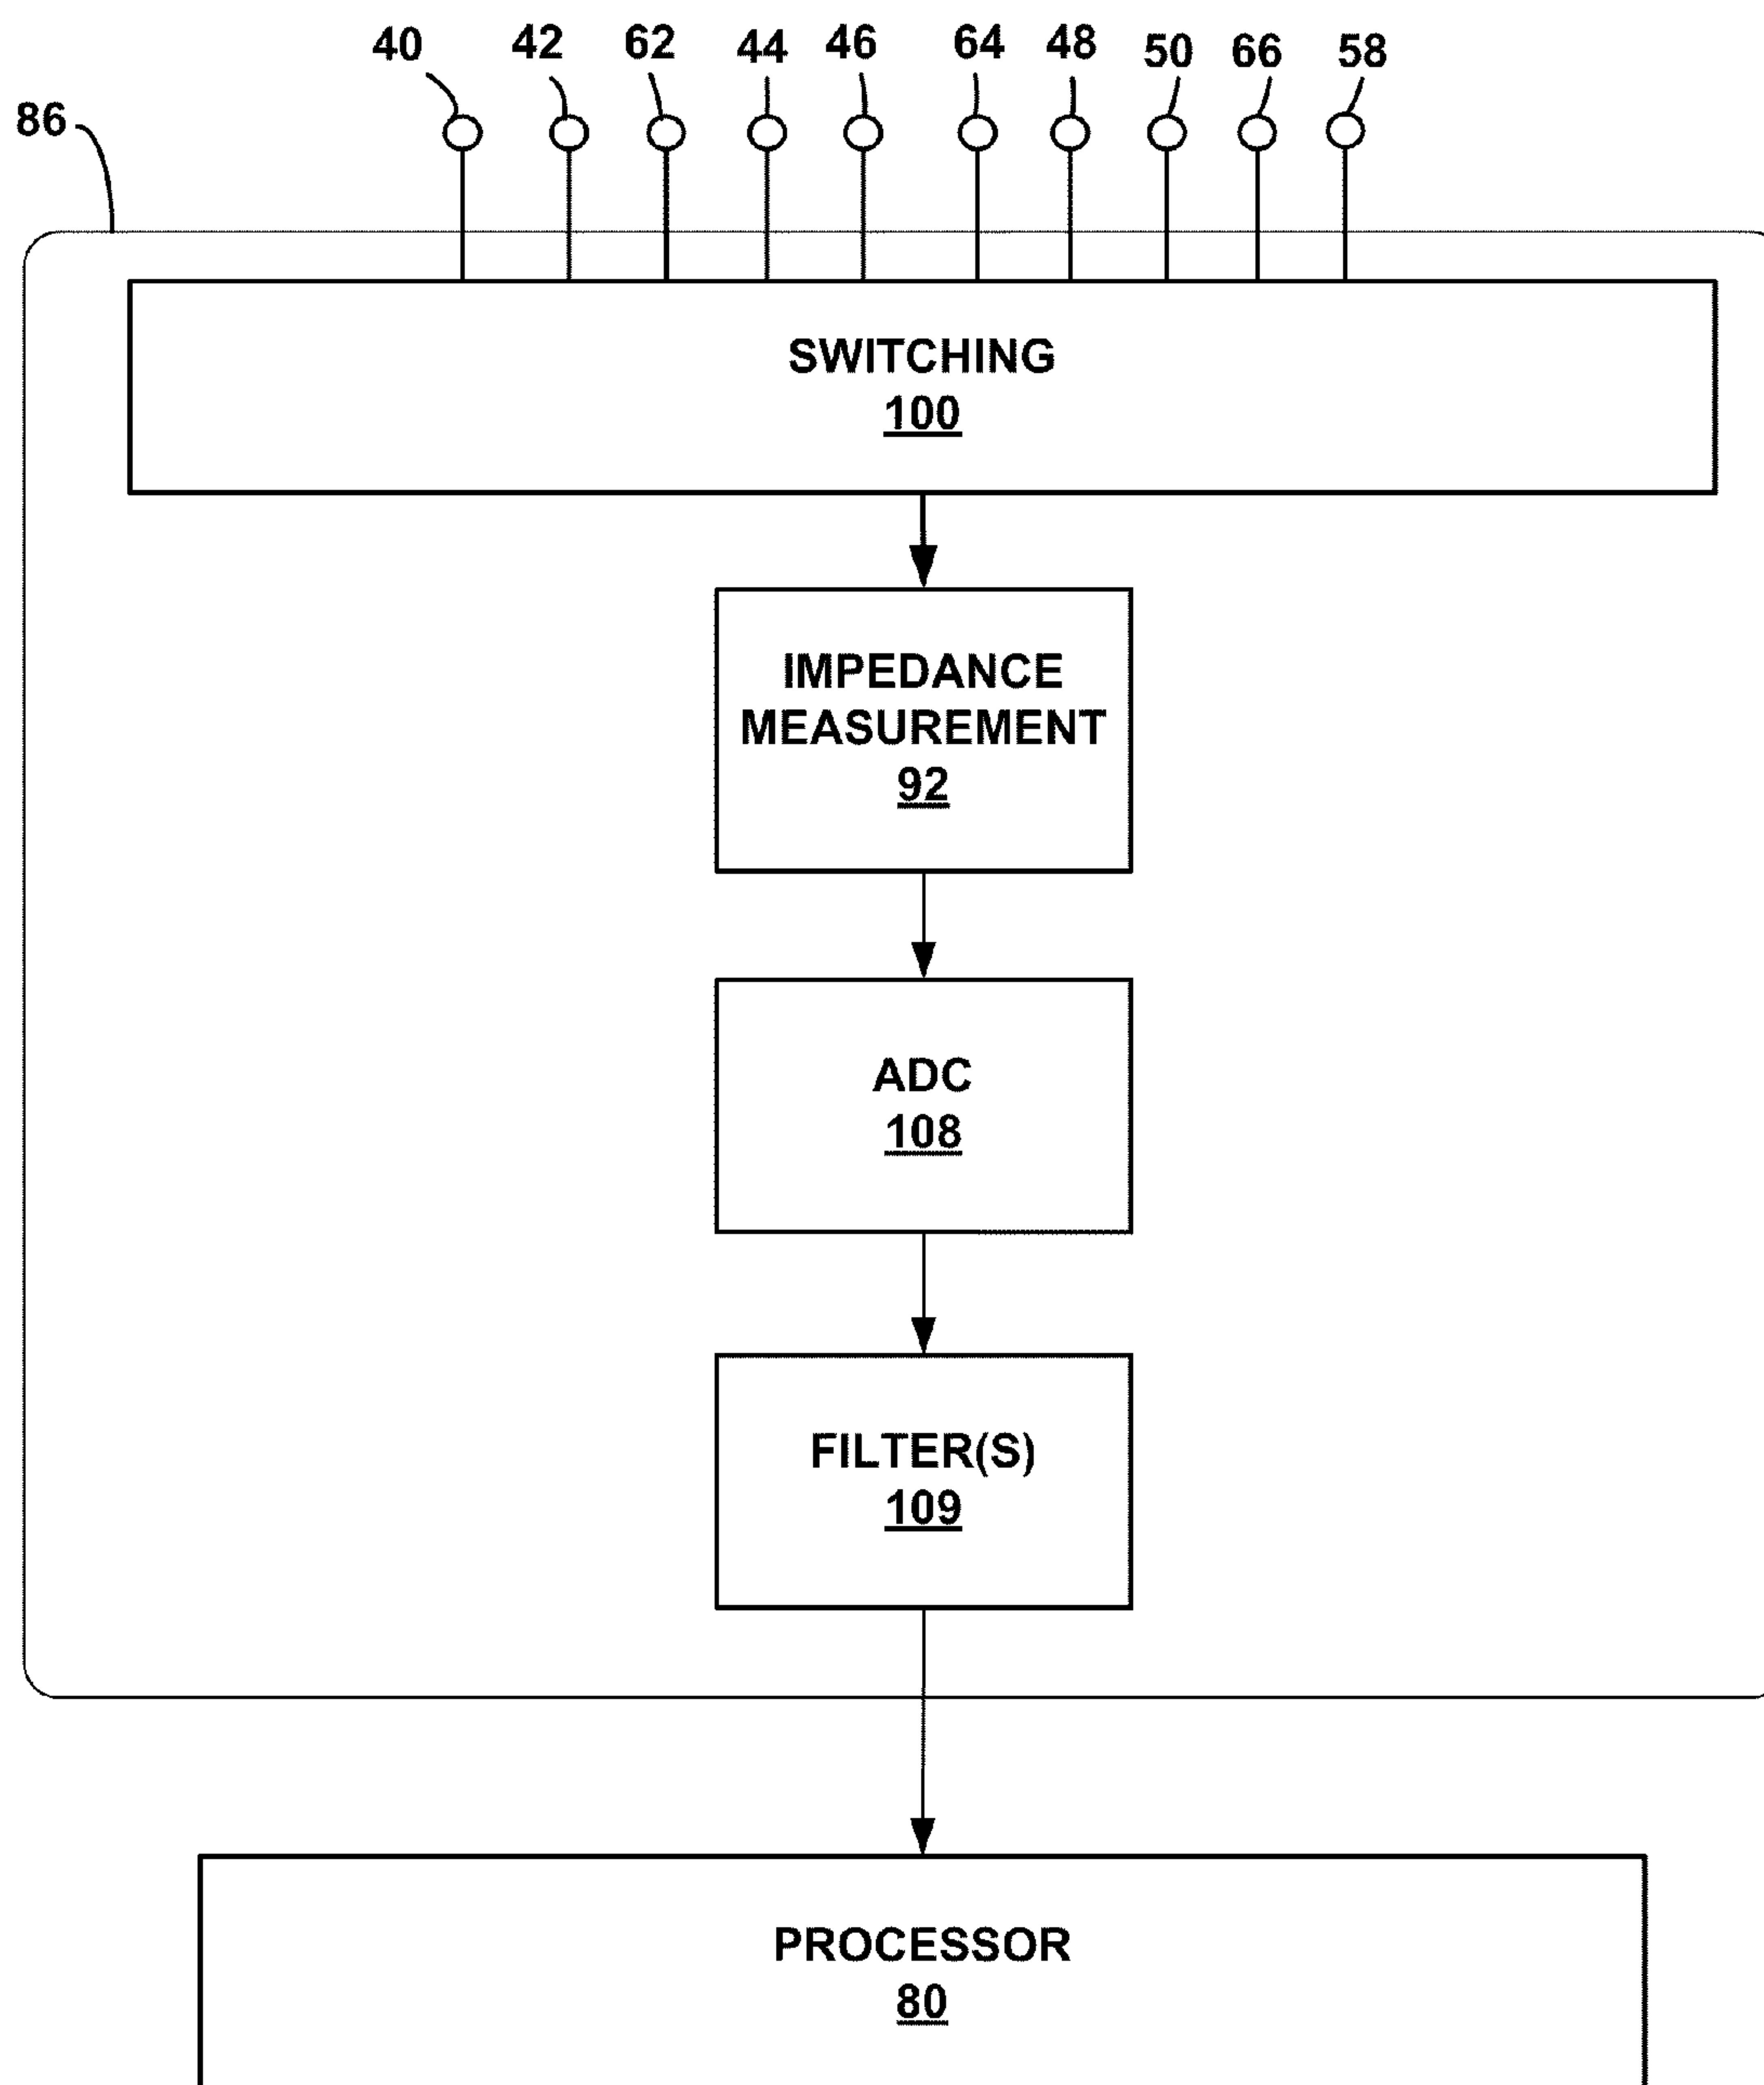 40 42 62 44 46 64 48 50 66 58
86
SWITCHING
100
IMPEDANCE
MEASUREMENT
92
ADC
108
FILTER(S)
109
PROCESSOR
80